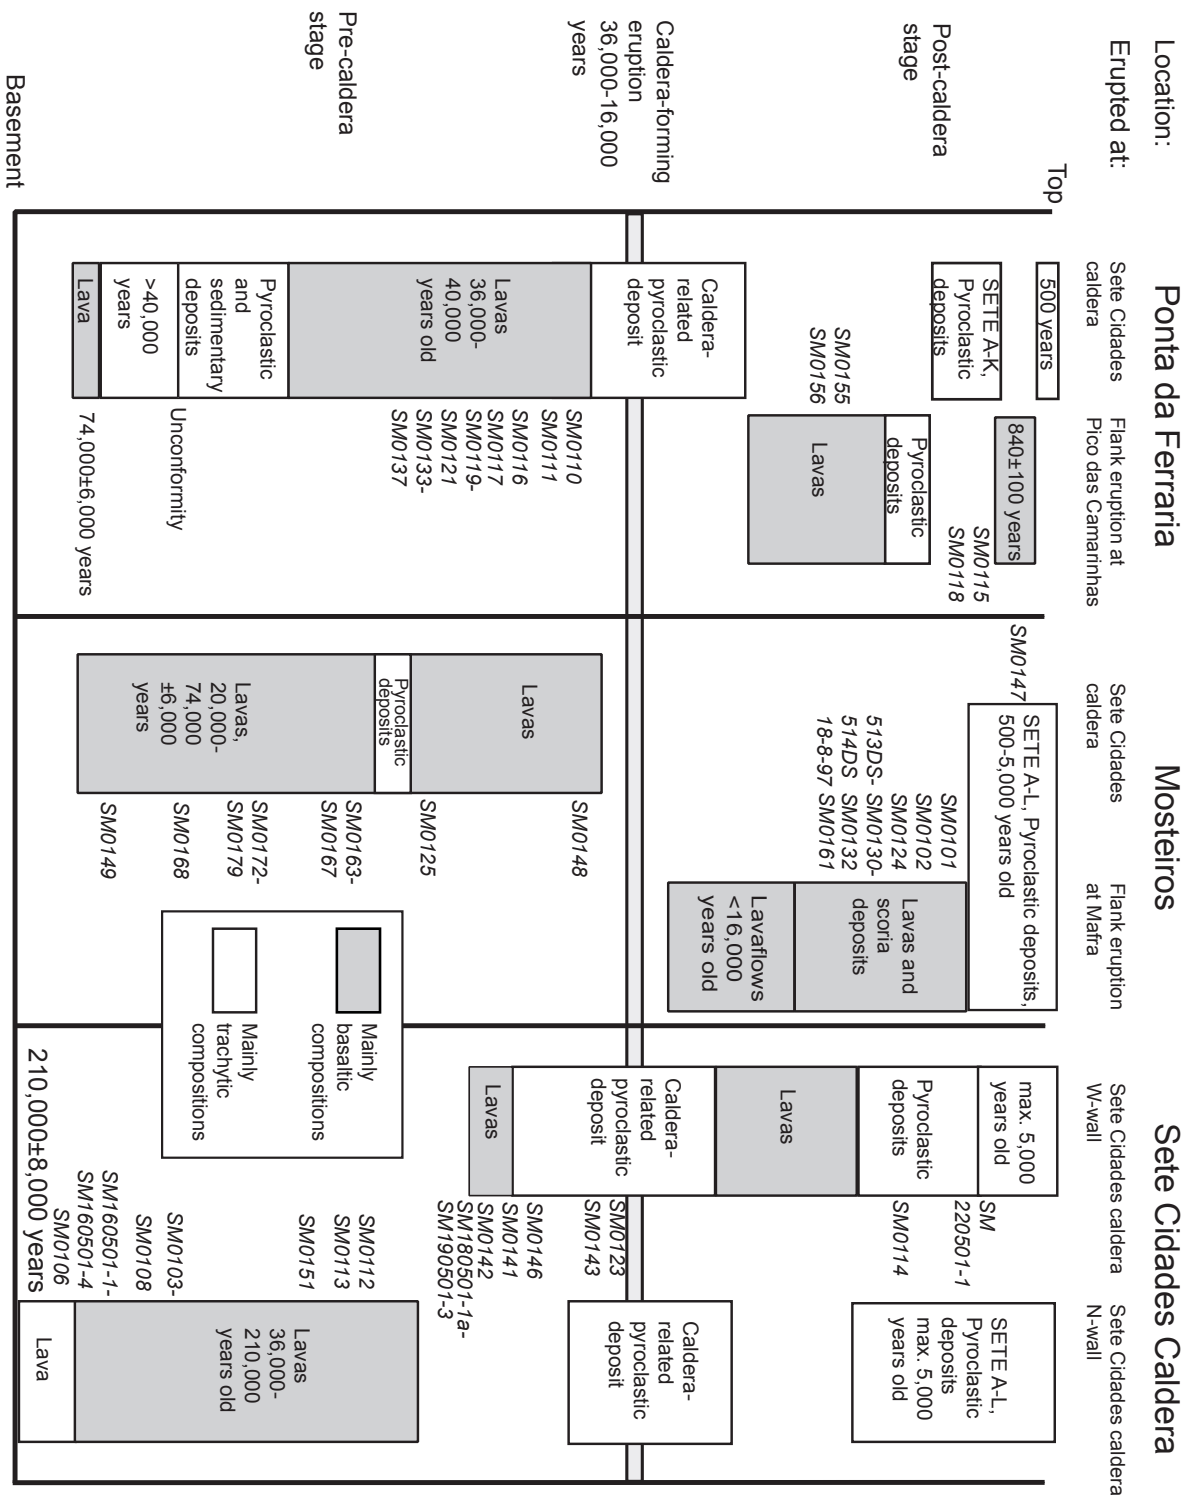 Location:
Ponta da Ferraria
Mosteiros
Sete Cidades Caldera
Erupted at:
Sete Cidades
caldera
Flank eruption at
Pico das Camarinhas
Sete Cidades
caldera
Flank eruption
at Mafra
Sete Cidades caldera
W-wall
Sete Cidades caldera
N-wall
Top
Post-caldera
stage
Caldera-forming
eruption
36,000-16,000
years
Pre-caldera
stage
Basement
500 years
SETE A-K,
Pyroclastic
deposits
SM0155
SM0156
Caldera-
related
pyroclastic
deposit
Lavas
36,000-
40,000
years old
Pyroclastic
and
sedimentary
deposits
>40,000
years
Lava
840±100 years
SM0115
SM0118
Pyroclastic
deposits
Lavas
SM0110
SM0111
SM0116
SM0117
SM0119-
SM0121
SM0133-
SM0137
Unconformity
74,000±6,000 years
SM0147
SETE A-L, Pyroclastic deposits,
500-5,000 years old
SM0101
SM0102
SM0124
513DS- SM0130-
514DS SM0132
18-8-97 SM0161
Lavas and
scoria
deposits
Lavaflows
<16,000
years old
Lavas
Pyroclastic
deposits
Lavas,
20,000-
74,000
±6,000
years
SM0148
SM0125
SM0163-
SM0167
SM0172-
SM0179
SM0168
SM0149
Mainly
basaltic
compositions
Mainly
trachytic
compositions
max. 5,000
years old
Pyroclastic
deposits
Lavas
Caldera-
related
pyroclastic
deposit
Lavas
SM
220501-1
SM0114
SM0123
SM0143
SM0146
SM0141
SM0142
SM180501-1a-
SM190501-3
SM0112
SM0113
SM0151
SM0103-
SM0108
SM160501-1-
SM160501-4
SM0106
210,000±8,000 years
SETE A-L,
Pyroclastic
deposits
max. 5,000
years old
Caldera-
related
pyroclastic
deposit
Lavas
36,000-
210,000
years old
Lava